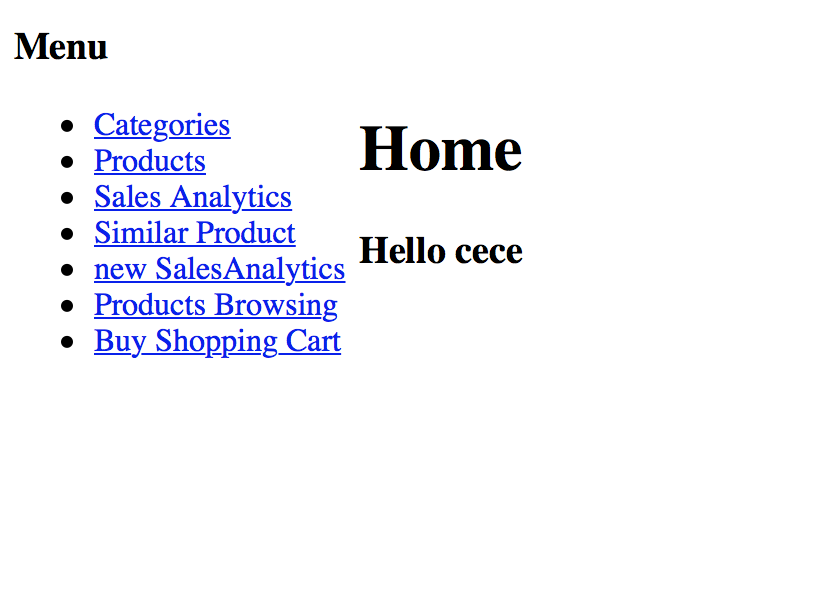 Menu
Categories
Products
Sales Analytics
Similar Product
new SalesAnalytics
Products Browsing
Buy Shopping Cart
Home
Hello cece